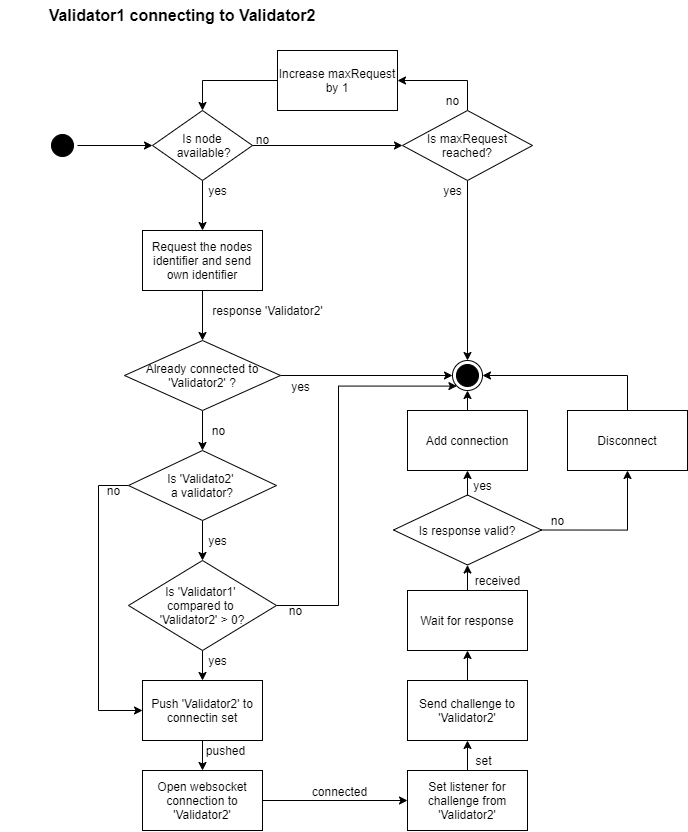 Validator1 connecting to Validator2
Increase maxRequest
by 1
no
Is node
available?
no
Is maxRequest
reached?
yes
yes
Request the nodes
identifier and send
own identifier
response 'Validator2'
Already connected to
'Validator2' ?
yes
no
Add connection
Disconnect
Is 'Validato2'
a validator?
no
yes
yes
Is response valid?
no
Is 'Validator1'
compared to
'Validator2' > 0?
no
received
Wait for response
yes
Push 'Validator2' to
connectin set
Send challenge to
'Validator2'
pushed
set
Open websocket
connection to
'Validator2'
connected
Set listener for
challenge from
'Validator2'